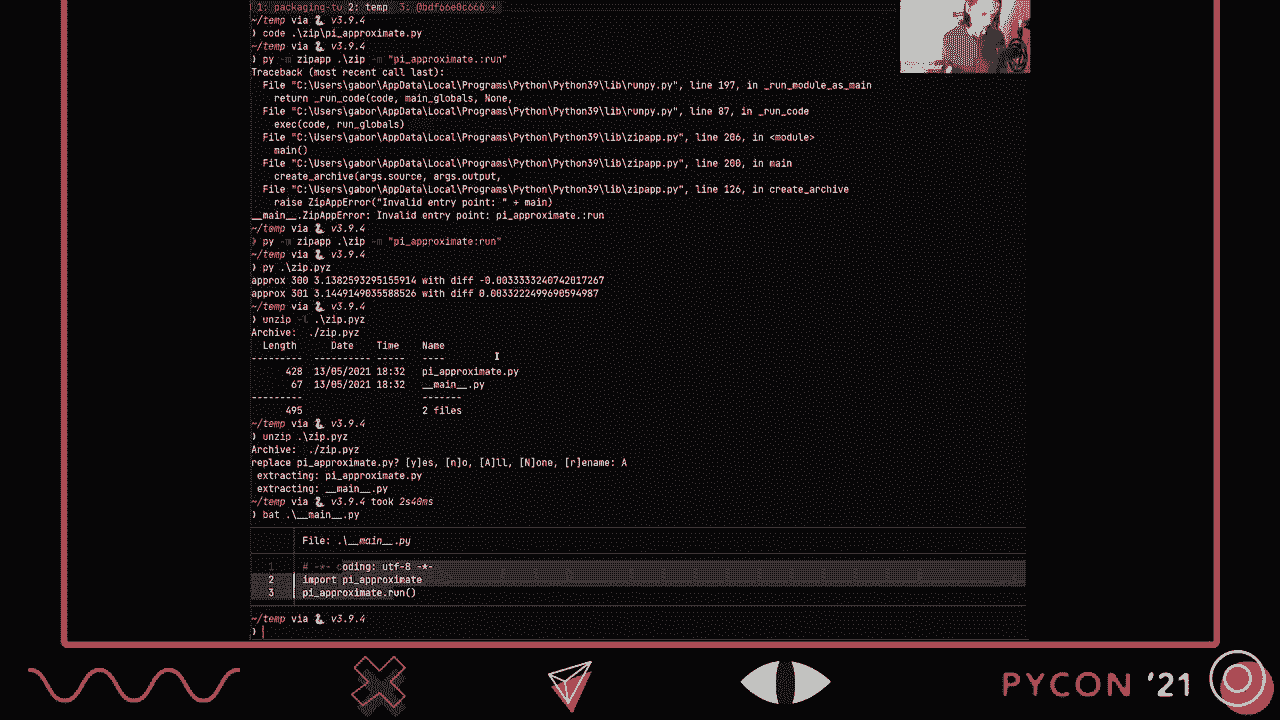 1: packaging-tu 2: temp 3: @bdf66e0c666
~/temp via v3.9.4
❯ code .\zip\pi_approximate.py
~/temp via v3.9.4
❯ py -m zipapp .\zip -m "pi_approximate.:run"
Traceback (most recent call last):
File "C:\Users\gabor\AppData\Local\Programs\Python\Python39\lib\runpy.py", line 197, in _run_module_as_main
return _run_code(code, main_globals, None,
File "C:\Users\gabor\AppData\Local\Programs\Python\Python39\lib\runpy.py", line 87, in _run_code
exec(code, run_globals)
File "C:\Users\gabor\AppData\Local\Programs\Python\Python39\lib\zipapp.py", line 206, in <module>
main()
File "C:\Users\gabor\AppData\Local\Programs\Python\Python39\lib\zipapp.py", line 200, in main
create_archive(args.source, args.output,
File "C:\Users\gabor\AppData\Local\Programs\Python\Python39\lib\zipapp.py", line 126, in create_archive
raise ZipAppError("Invalid entry point: " + main)
__main__.ZipAppError: Invalid entry point: pi_approximate.:run
~/temp via v3.9.4
❯ py -m zipapp .\zip -m "pi_approximate:run"
~/temp via v3.9.4
❯ py .\zip.pyz
approx 300 3.1382593295155914 with diff -0.0033333240742017267
approx 301 3.1449149035588526 with diff 0.0033222499690594987
~/temp via v3.9.4
❯ unzip -l .\zip.pyz
Archive: ./zip.pyz
Length Date Time Name
--------- ---------- ----- ----
428 13/05/2021 18:32 pi_approximate.py
67 13/05/2021 18:32 __main__.py
--------- -------
495 2 files
~/temp via v3.9.4
❯ unzip .\zip.pyz
Archive: ./zip.pyz
replace pi_approximate.py? [y]es, [n]o, [A]ll, [N]one, [r]ename: A
extracting: pi_approximate.py
extracting: __main__.py
~/temp via v3.9.4 took 2s40ms
❯ bat .\__main__.py
File: .\__main__.py
1 # -*- coding: utf-8 -*-
2 import pi_approximate
3 pi_approximate.run()
~/temp via v3.9.4
❯
PYCON '21